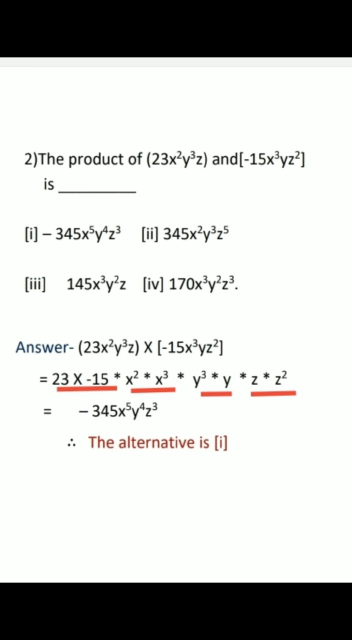 2)The product of (23x²y³z) and[-15x³yz²]
is __________
[i] – 345x⁵y⁴z³ [ii] 345x²y³z⁵
[iii] 145x³y²z [iv] 170x³y²z³.
Answer- (23x²y³z) X [-15x³yz²]
= 23 X -15 * x² * x³ * y³ * y * z * z²
= – 345x⁵y⁴z³
∴ The alternative is [i]